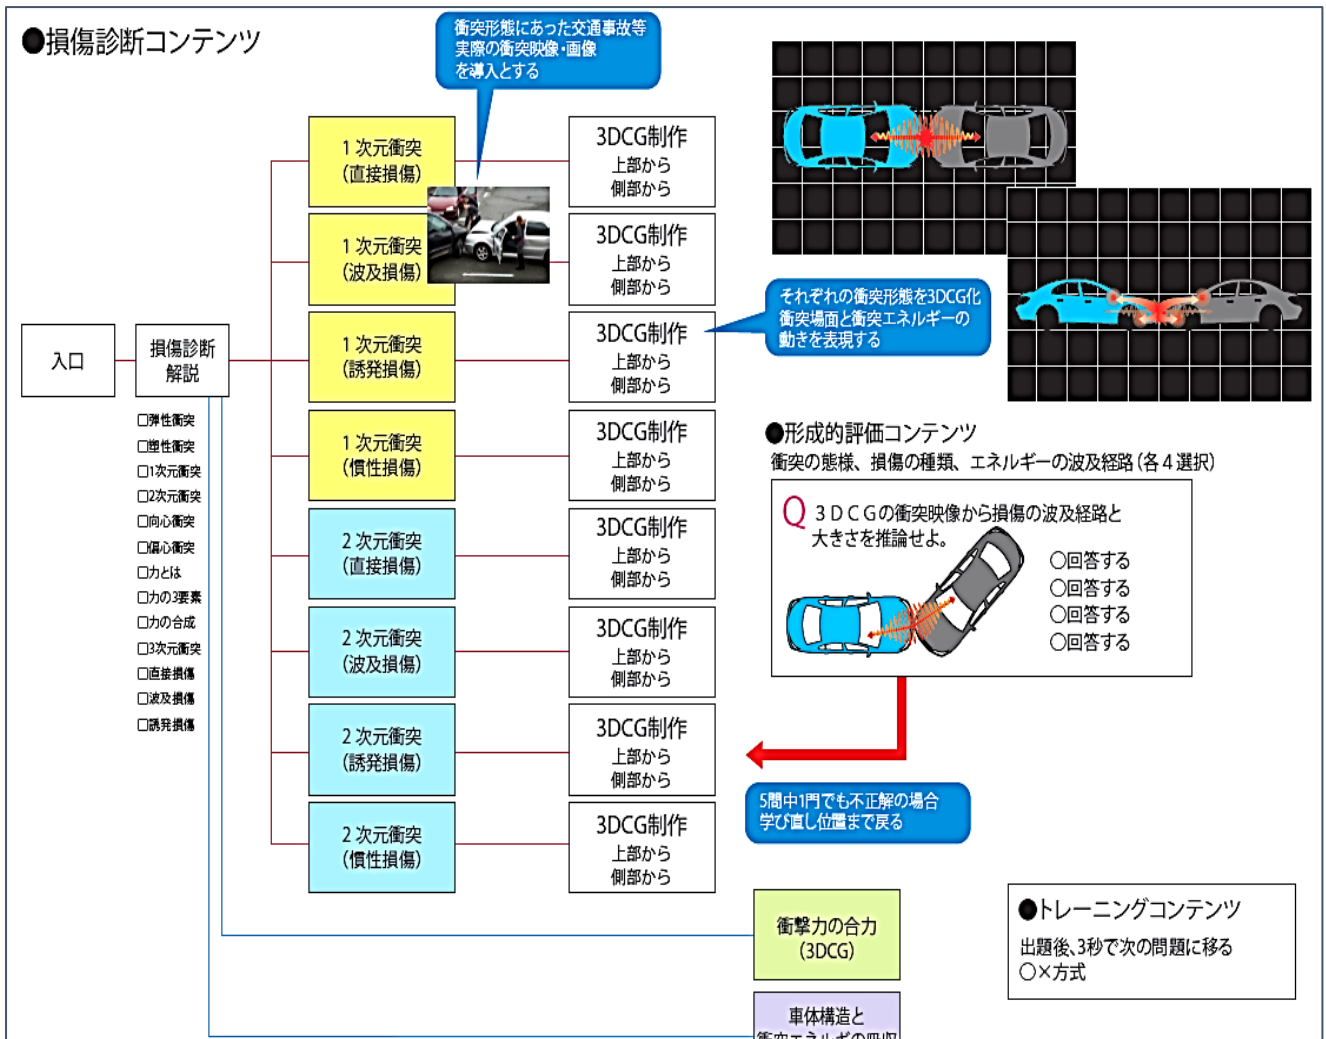 ●損傷診断コンテンツ
衝突形態にあった交通事故等
実際の衝突映像・画像
を導入とする
入口
損傷診断
解説
□弾性衝突
□塑性衝突
□1次元衝突
□2次元衝突
□向心衝突
□偏心衝突
□力とは
□力の3要素
□力の合成
□3次元衝突
□直接損傷
□波及損傷
□誘発損傷
1次元衝突
(直接損傷)
3DCG制作
上部から
側部から
1次元衝突
(波及損傷)
3DCG制作
上部から
側部から
1次元衝突
(誘発損傷)
3DCG制作
上部から
側部から
1次元衝突
(慣性損傷)
3DCG制作
上部から
側部から
2次元衝突
(直接損傷)
3DCG制作
上部から
側部から
2次元衝突
(波及損傷)
3DCG制作
上部から
側部から
2次元衝突
(誘発損傷)
3DCG制作
上部から
側部から
2次元衝突
(慣性損傷)
3DCG制作
上部から
側部から
それぞれの衝突形態を3DCG化
衝突場面と衝突エネルギーの
動きを表現する
●形成的評価コンテンツ
衝突の態様、損傷の種類、エネルギーの波及経路(各4選択)
Q 3DCGの衝突映像から損傷の波及経路と
大きさを推論せよ。
○回答する
○回答する
○回答する
○回答する
5問中1門でも不正解の場合
学び直し位置まで戻る
衝撃力の合力
(3DCG)
車体構造と
衝突エネルギの吸収
●トレーニングコンテンツ
出題後、3秒で次の問題に移る
○×方式